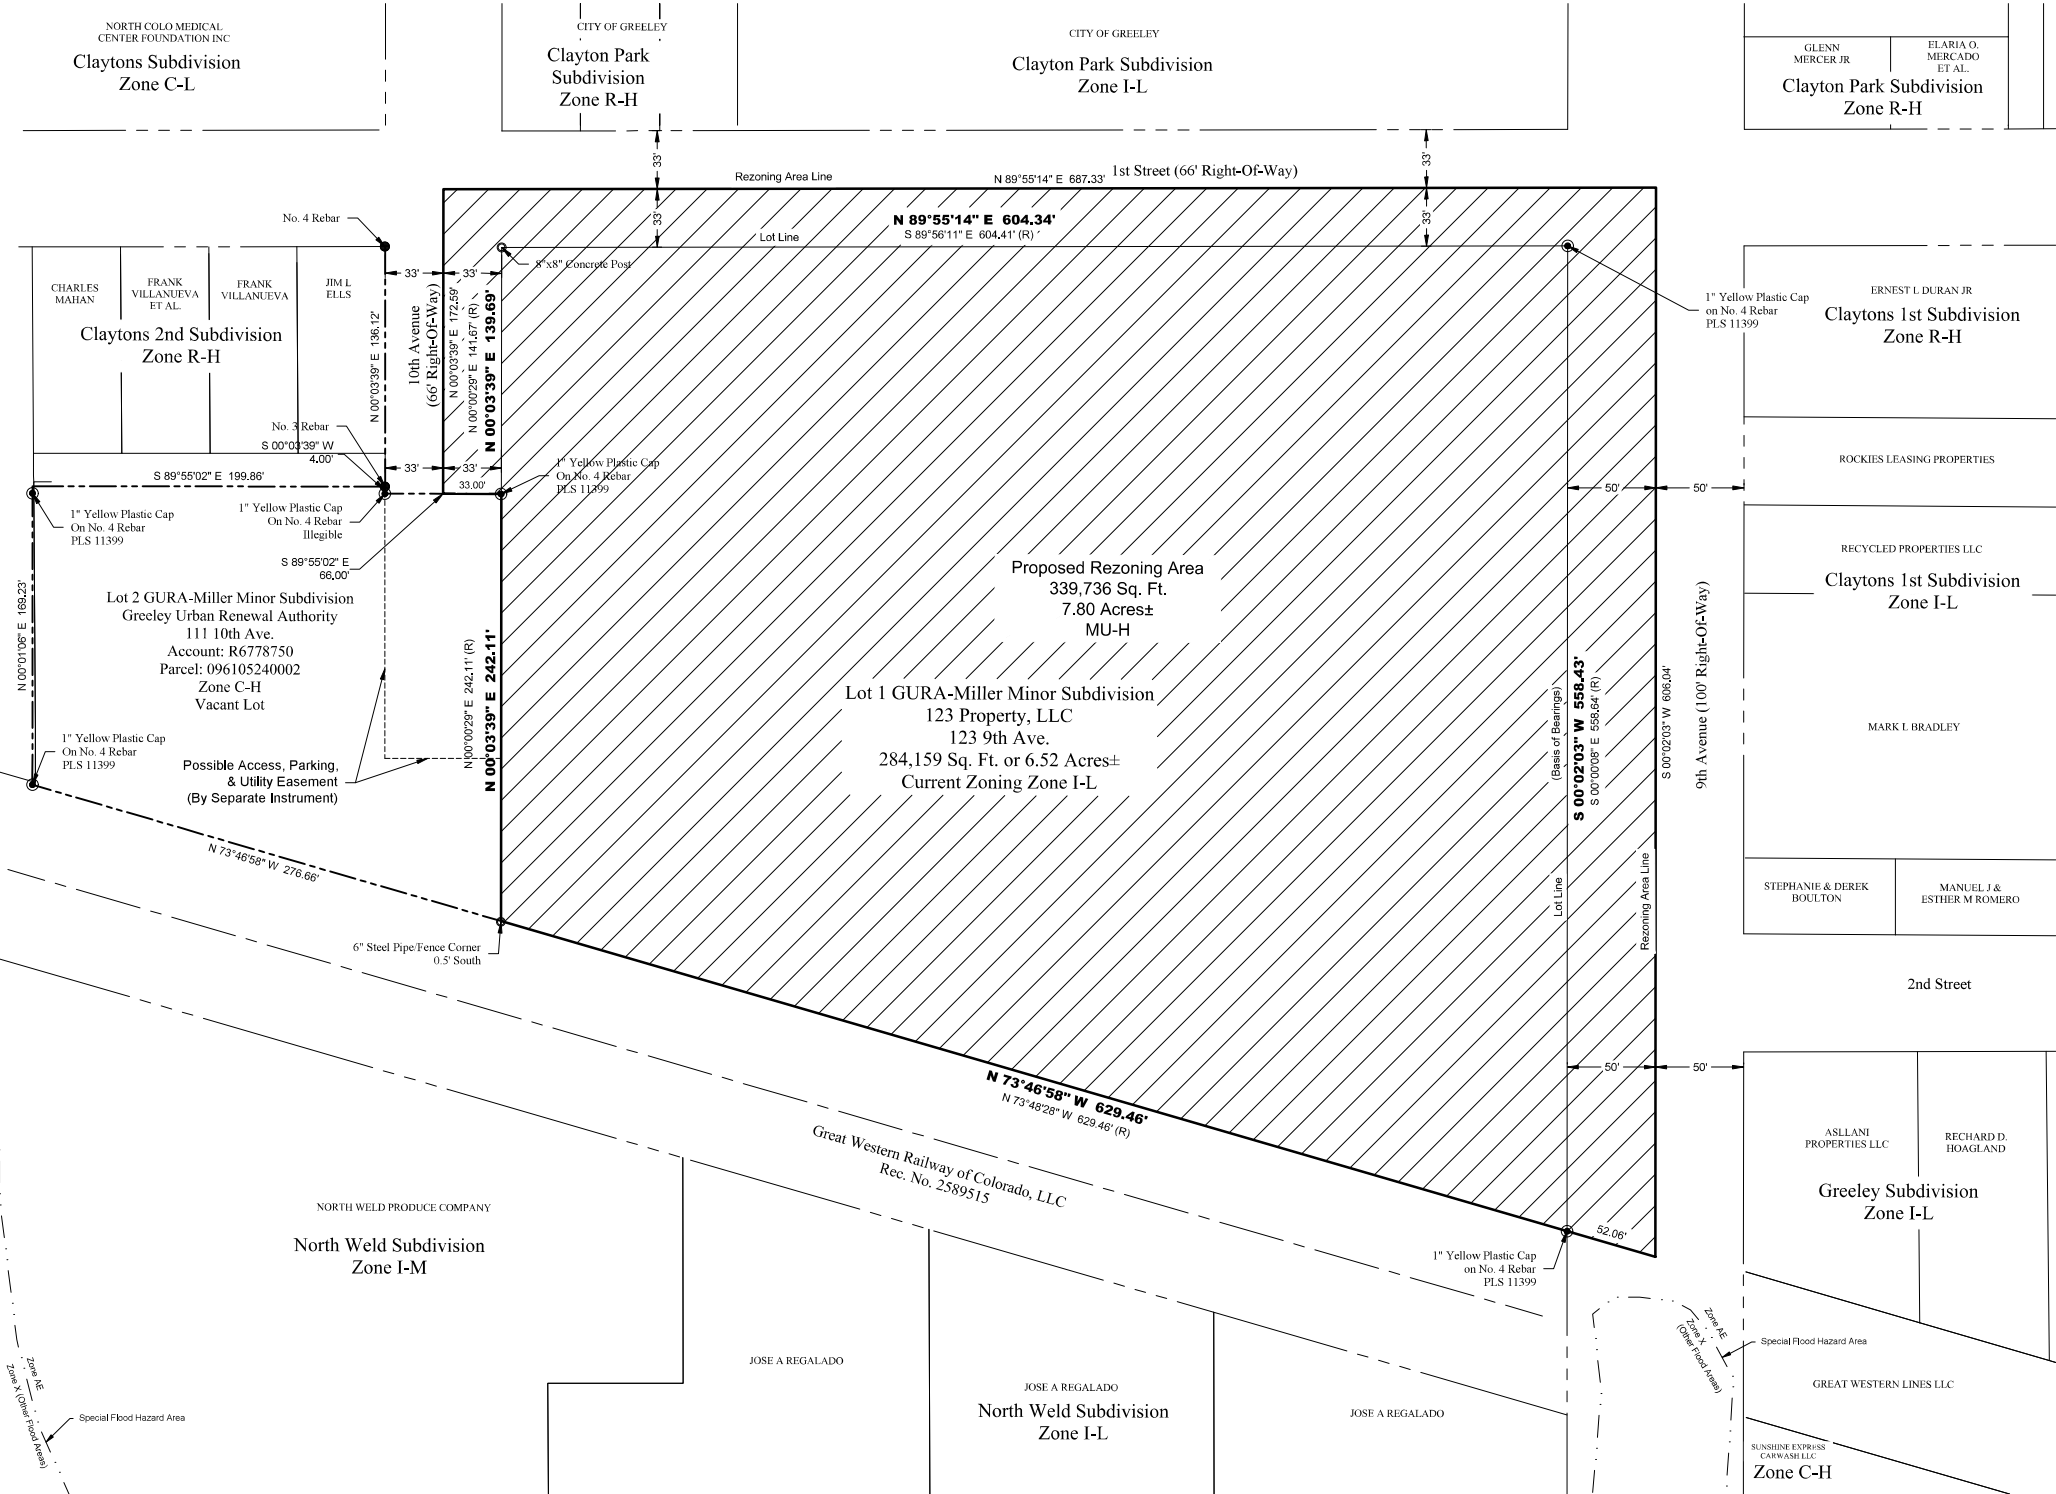 NORTH COLO MEDICAL
CENTER FOUNDATION INC
Claytons Subdivision
Zone C-L
CITY OF GREELEY
Clayton Park
Subdivision
Zone R-H
CITY OF GREELEY
Clayton Park Subdivision
Zone I-L
GLENN
MERCER JR
ELARIA O.
MERCADO
ET AL.
Clayton Park Subdivision
Zone R-H
33'
33'
Rezoning Area Line
N 89°55'14" E 687.33'
1st Street (66' Right-Of-Way)
33'
33'
N 89°55'14" E 604.34'
S 89°56'11" E 604.41' (R)
Lot Line
No. 4 Rebar
8"x8" Concrete Post
33'
33'
CHARLES
MAHAN
FRANK
VILLANUEVA
ET AL.
FRANK
VILLANUEVA
JIM L
ELLS
Claytons 2nd Subdivision
Zone R-H
N 00°03'39" E 136.12'
10th Avenue
(66' Right-Of-Way)
N 00°03'39" E 172.59'
N 00°00'29" E 141.67' (R)
N 00°03'39" E 139.69'
1" Yellow Plastic Cap
on No. 4 Rebar
PLS 11399
ERNEST L DURAN JR
Claytons 1st Subdivision
Zone R-H
No. 3 Rebar
S 00°03'39" W
4.00'
S 89°55'02" E 199.86'
33'
33'
33.00'
1" Yellow Plastic Cap
On No. 4 Rebar
PLS 11399
ROCKIES LEASING PROPERTIES
50'
50'
1" Yellow Plastic Cap
On No. 4 Rebar
PLS 11399
1" Yellow Plastic Cap
On No. 4 Rebar
Illegible
S 89°55'02" E
66.00'
RECYCLED PROPERTIES LLC
Claytons 1st Subdivision
Zone I-L
Proposed Rezoning Area
339,736 Sq. Ft.
7.80 Acres±
MU-H
N 00°01'06" E 169.23'
Lot 2 GURA-Miller Minor Subdivision
Greeley Urban Renewal Authority
111 10th Ave.
Account: R6778750
Parcel: 096105240002
Zone C-H
Vacant Lot
N 00°00'29" E 242.11' (R)
N 00°03'39" E 242.11'
Lot 1 GURA-Miller Minor Subdivision
123 Property, LLC
123 9th Ave.
284,159 Sq. Ft. or 6.52 Acres±
Current Zoning Zone I-L
(Basis of Bearings)
S 00°02'03" W 558.43'
S 00°00'08" E 558.64' (R)
S 00°02'03" W 606.04'
9th Avenue (100' Right-Of-Way)
MARK L BRADLEY
1" Yellow Plastic Cap
On No. 4 Rebar
PLS 11399
Possible Access, Parking,
& Utility Easement
(By Separate Instrument)
N 73°46'58" W 276.66'
Lot Line
Rezoning Area Line
STEPHANIE & DEREK
BOULTON
MANUEL J &
ESTHER M ROMERO
6" Steel Pipe/Fence Corner
0.5' South
2nd Street
50'
50'
N 73°46'58" W 629.46'
N 73°48'28" W 629.46' (R)
Great Western Railway of Colorado, LLC
Rec. No. 2589515
ASLLANI
PROPERTIES LLC
RECHARD D.
HOAGLAND
Greeley Subdivision
Zone I-L
NORTH WELD PRODUCE COMPANY
North Weld Subdivision
Zone I-M
52.06'
1" Yellow Plastic Cap
on No. 4 Rebar
PLS 11399
Zone AE
Zone X
(Other Flood Areas)
Special Flood Hazard Area
JOSE A REGALADO
JOSE A REGALADO
North Weld Subdivision
Zone I-L
JOSE A REGALADO
GREAT WESTERN LINES LLC
Zone AE
Zone X (Other Flood Areas)
Special Flood Hazard Area
SUNSHINE EXPRESS
CARWASH LLC
Zone C-H